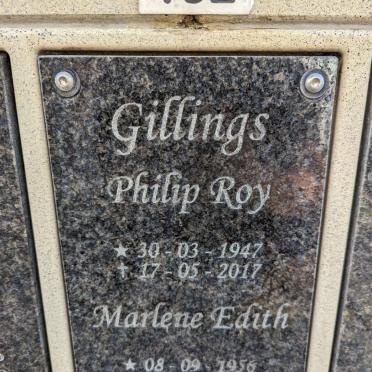 Gillings
Philip Roy
★ 30 - 03 - 1947
✝ 17 - 05 - 2017
Marlene Edith
★ 08 - 09 - 1956